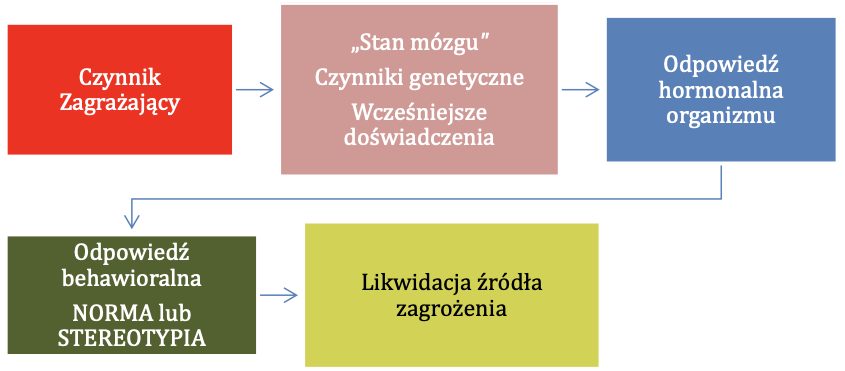 Czynnik
Zagrażający
„Stan mózgu”
Czynniki genetyczne
Wcześniejsze
doświadczenia
Odpowiedź
hormonalna
organizmu
Odpowiedź
behawioralna
NORMA lub
STEREOTYPIA
Likwidacja źródła
zagrożenia